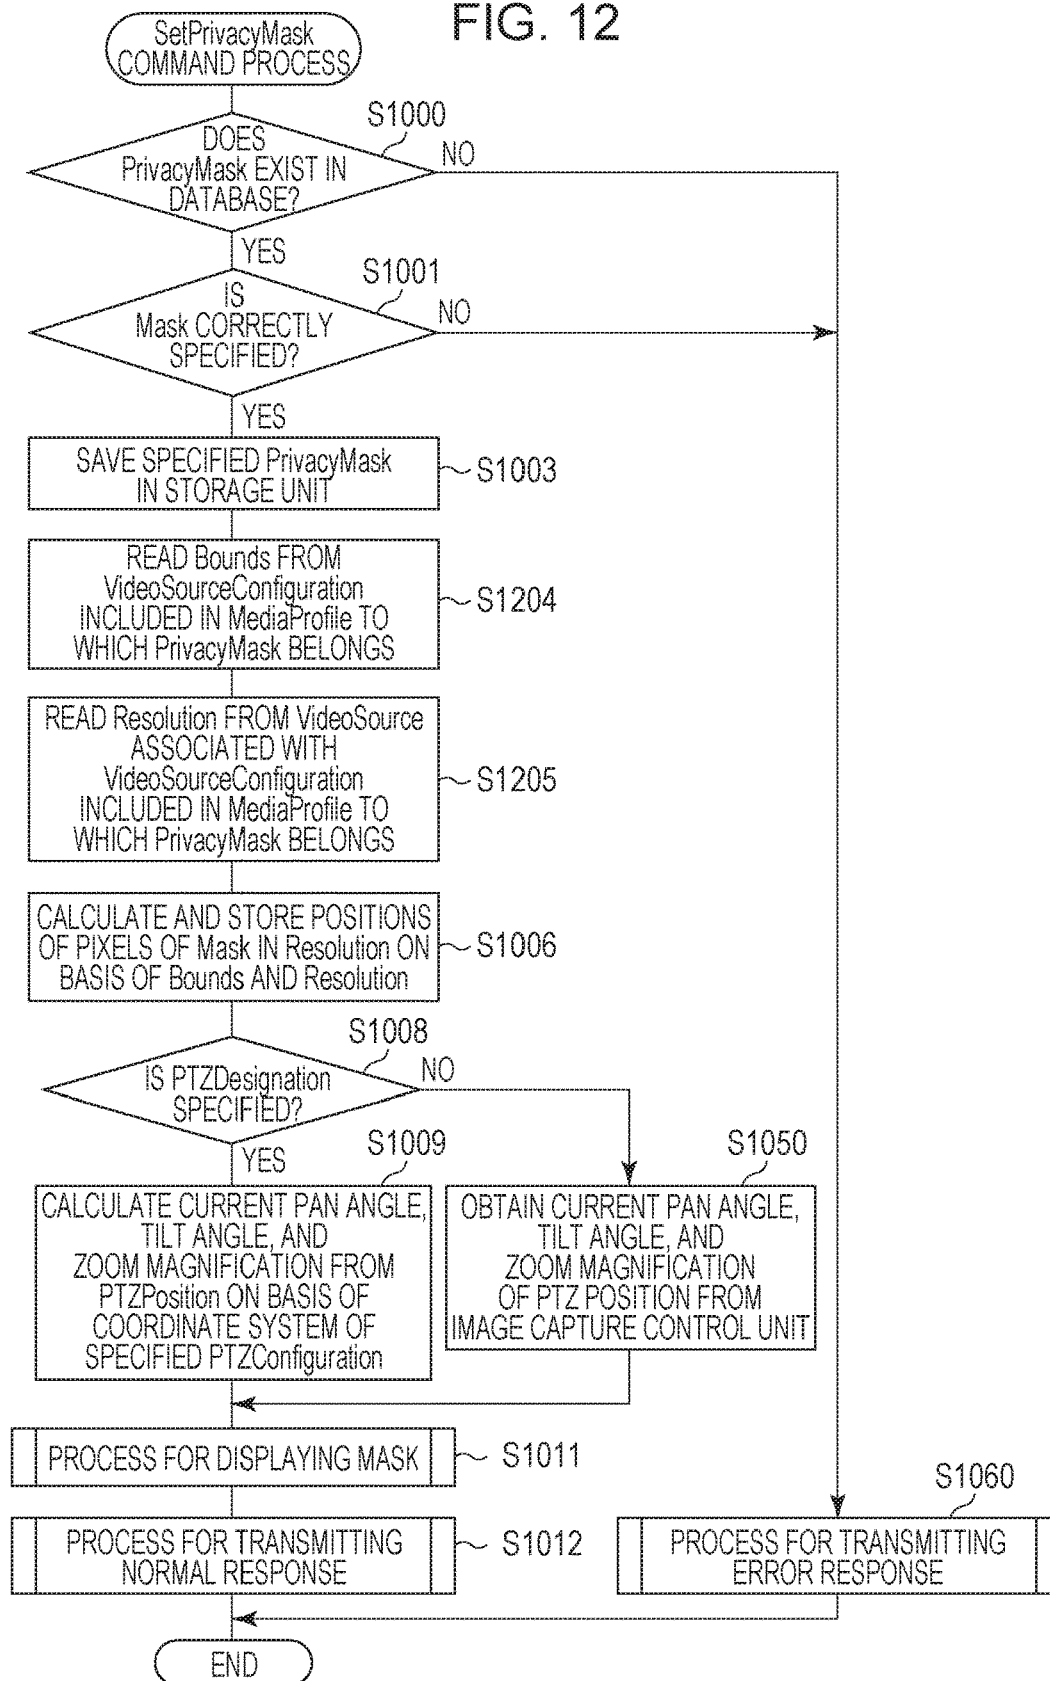 FIG. 12
SetPrivacyMask
COMMAND PROCESS
S1000
DOES
PrivacyMask EXIST IN
DATABASE?
NO
YES
S1001
IS
Mask CORRECTLY
SPECIFIED?
NO
YES
SAVE SPECIFIED PrivacyMask
IN STORAGE UNIT
S1003
READ Bounds FROM
VideoSourceConfiguration
INCLUDED IN MediaProfile TO
WHICH PrivacyMask BELONGS
S1204
READ Resolution FROM VideoSource
ASSOCIATED WITH
VideoSourceConfiguration
INCLUDED IN MediaProfile TO
WHICH PrivacyMask BELONGS
S1205
CALCULATE AND STORE POSITIONS
OF PIXELS OF Mask IN Resolution ON
BASIS OF Bounds AND Resolution
S1006
S1008
IS PTZDesignation
SPECIFIED?
NO
YES
S1009
CALCULATE CURRENT PAN ANGLE,
TILT ANGLE, AND
ZOOM MAGNIFICATION FROM
PTZPosition ON BASIS OF
COORDINATE SYSTEM OF
SPECIFIED PTZConfiguration
S1050
OBTAIN CURRENT PAN ANGLE,
TILT ANGLE, AND
ZOOM MAGNIFICATION
OF PTZ POSITION FROM
IMAGE CAPTURE CONTROL UNIT
PROCESS FOR DISPLAYING MASK
S1011
PROCESS FOR TRANSMITTING
NORMAL RESPONSE
S1012
S1060
PROCESS FOR TRANSMITTING
ERROR RESPONSE
END